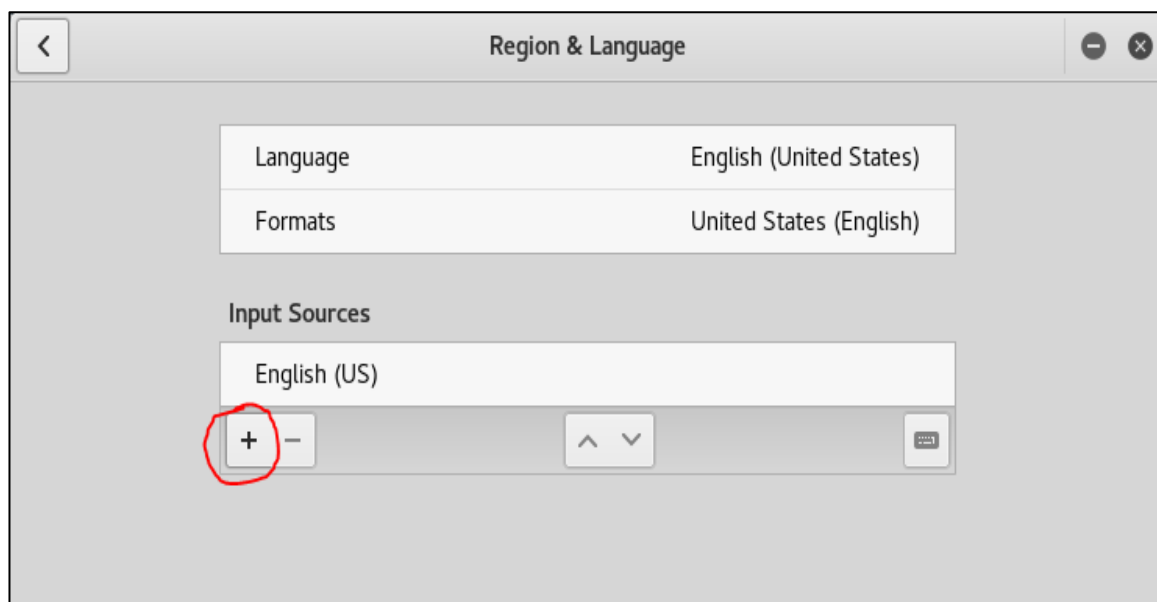 Region & Language
Language English (United States)
Formats United States (English)
Input Sources
English (US)